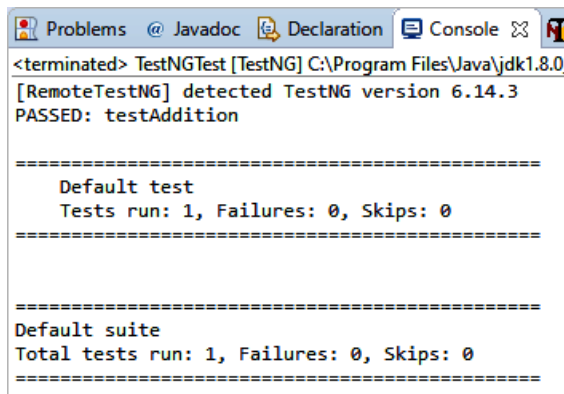 Problems @ Javadoc Declaration Console
<terminated> TestNGTest [TestNG] C:\Program Files\Java\jdk1.8.0
[RemoteTestNG] detected TestNG version 6.14.3
PASSED: testAddition
===============================================
Default test
Tests run: 1, Failures: 0, Skips: 0
===============================================
===============================================
Default suite
Total tests run: 1, Failures: 0, Skips: 0
===============================================